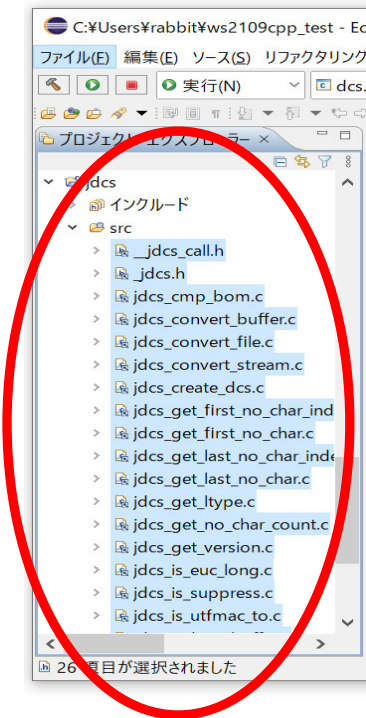 C:¥Users¥rabbit¥ws2109cpp_test - Ec
ファイル(F) 編集(E) ソース(S) リファクタリング
実行(N) dcs.
プロジェクト・エクスプローラー ×
jdcs
インクルード
src
__jdcs_call.h
_jdcs.h
jdcs_cmp_bom.c
jdcs_convert_buffer.c
jdcs_convert_file.c
jdcs_convert_stream.c
jdcs_create_dcs.c
jdcs_get_first_no_char_ind
jdcs_get_first_no_char.c
jdcs_get_last_no_char_inde
jdcs_get_last_no_char.c
jdcs_get_ltype.c
jdcs_get_no_char_count.c
jdcs_get_version.c
jdcs_is_euc_long.c
jdcs_is_suppress.c
jdcs_is_utfmac_to.c
26 項目が選択されました